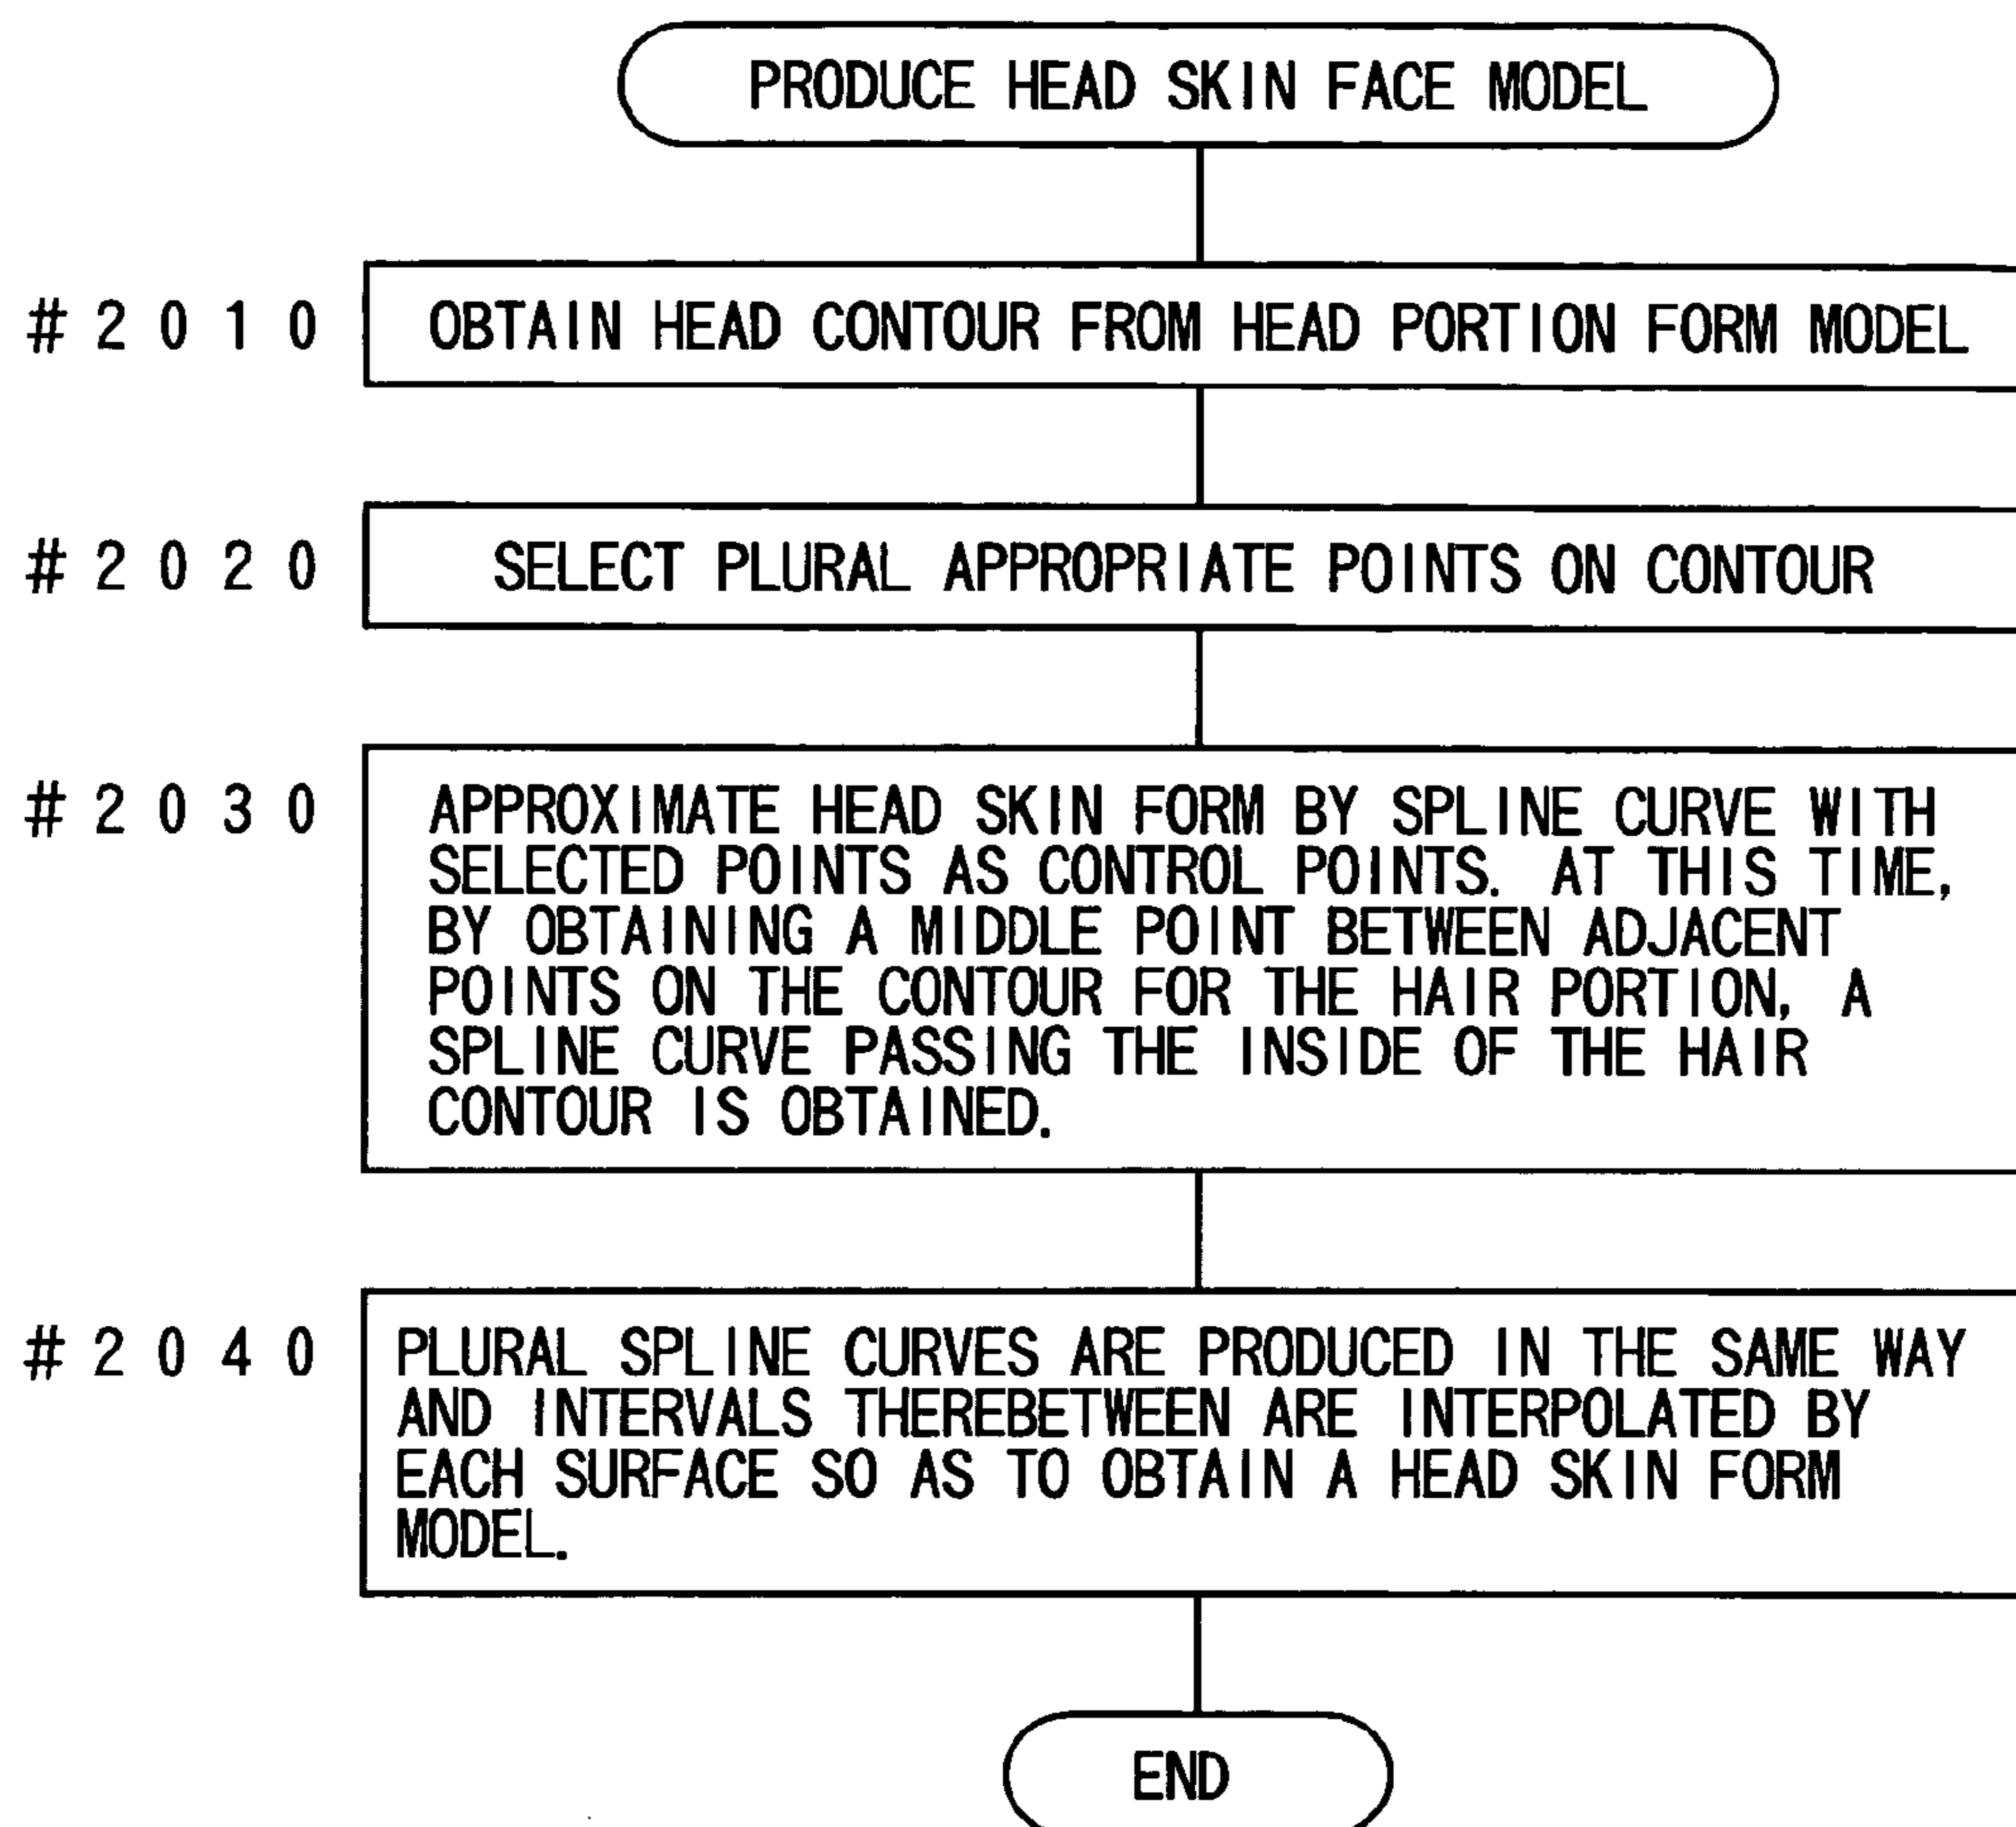 PRODUCE HEAD SKIN FACE MODEL
#2010 OBTAIN HEAD CONTOUR FROM HEAD PORTION FORM MODEL
#2020 SELECT PLURAL APPROPRIATE POINTS ON CONTOUR
#2030 APPROXIMATE HEAD SKIN FORM BY SPLINE CURVE WITH
SELECTED POINTS AS CONTROL POINTS. AT THIS TIME,
BY OBTAINING A MIDDLE POINT BETWEEN ADJACENT
POINTS ON THE CONTOUR FOR THE HAIR PORTION, A
SPLINE CURVE PASSING THE INSIDE OF THE HAIR
CONTOUR IS OBTAINED.
#2040 PLURAL SPLINE CURVES ARE PRODUCED IN THE SAME WAY
AND INTERVALS THEREBETWEEN ARE INTERPOLATED BY
EACH SURFACE SO AS TO OBTAIN A HEAD SKIN FORM
MODEL.
END